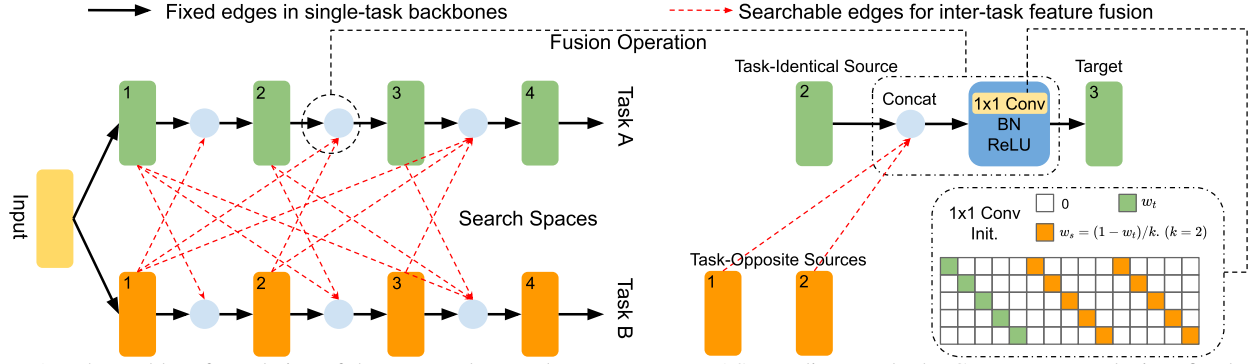 Fixed edges in single-task backbones
Searchable edges for inter-task feature fusion
Fusion Operation
1
2
3
4
Task A
Input
Search Spaces
1
2
3
4
Task B
Task-Identical Source
Target
2
Concat
1x1 Conv
BN
ReLU
3
Task-Opposite Sources
1
2
1x1 Conv
Init.
0
w_t
w_s = (1 − w_t)/k. (k = 2)